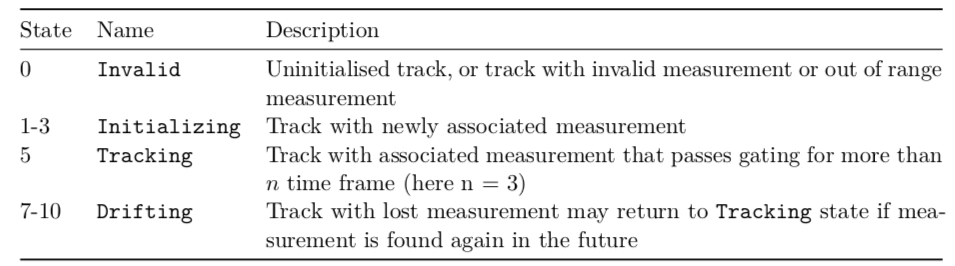 State Name Description
0 Invalid Uninitialised track, or track with invalid measurement or out of range
measurement
1-3 Initializing Track with newly associated measurement
5 Tracking Track with associated measurement that passes gating for more than
n time frame (here n = 3)
7-10 Drifting Track with lost measurement may return to Tracking state if mea-
surement is found again in the future